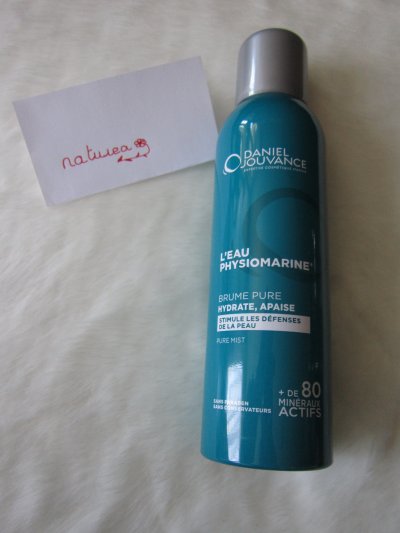 naturea
DANIEL
JOUVANCE
L'EAU
PHYSIOMARINE
BRUME PURE
HYDRATE, APAISE
STIMULE LES DÉFENSES
DE LA PEAU
PURE MIST
+ DE 80
MINÉRAUX
ACTIFS
SANS PARABEN
SANS CONSERVATEURS